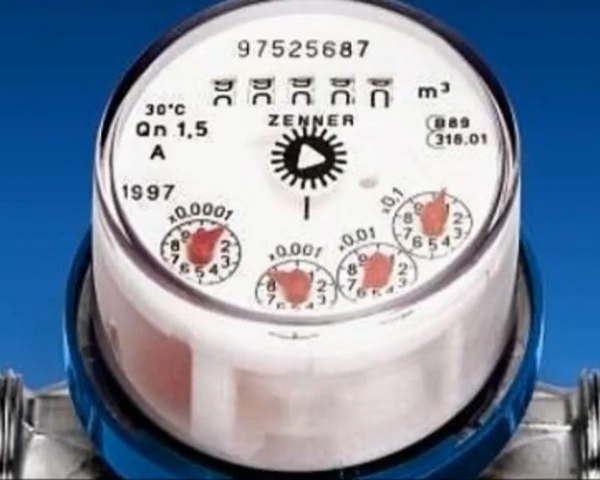 97525687
m³
30°C
Qn 1,5
A
ZENNER
B89
316.01
1997
x0,0001
x0,001
x0,01
x0,1